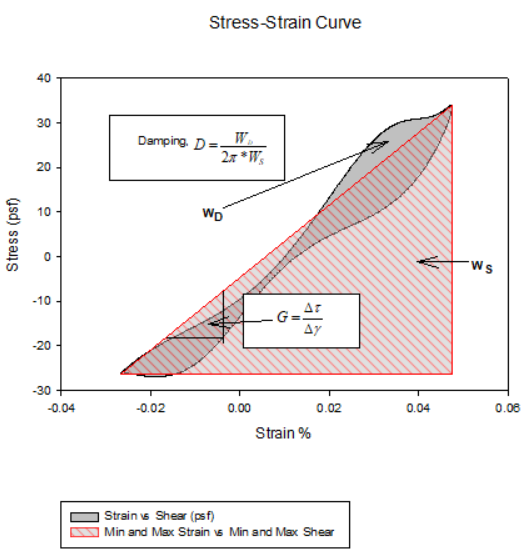 Stress-Strain Curve
40
30
20
10
0
-10
-20
-30
Stress (psf)
Damping, D = W_D / 2π * W_S
W_D
W_S
G = Δτ / Δγ
-0.04 -0.02 0.00 0.02 0.04 0.06
Strain %
Strain vs Shear (psf)
Min and Max Strain vs Min and Max Shear